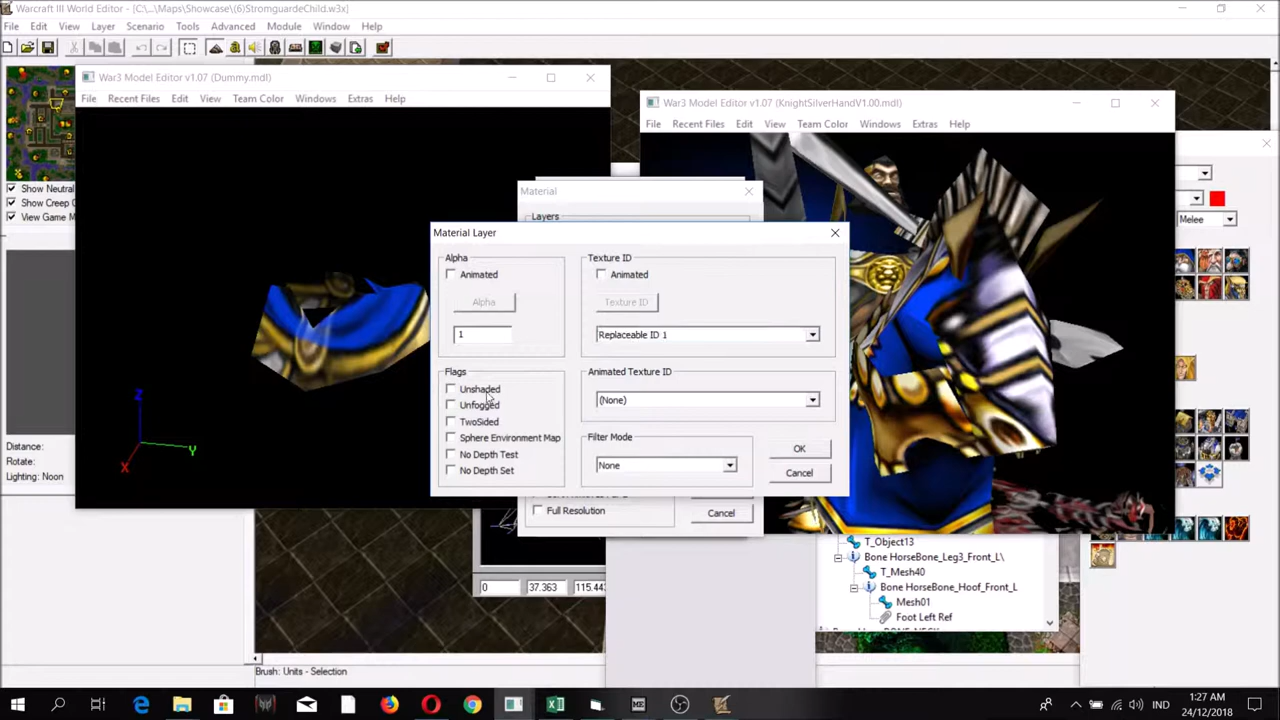 Warcraft III World Editor - [C:\...\Maps\Showcase\(6)StromguardeChild.w3x]
File Edit View Layer Scenario Tools Advanced Module Window Help
War3 Model Editor v1.07 (Dummy.mdl)
File Recent Files Edit View Team Color Windows Extras Help
War3 Model Editor v1.07 (KnightSilverHandV1.00.mdl)
File Recent Files Edit View Team Color Windows Extras Help
Show Neutral
Show Creep
View Game M
Distance:
Rotate:
Lighting: Noon
Z
Y
X
Material
Layers
Material Layer
Alpha
Animated
Alpha
1
Texture ID
Animated
Texture ID
Replaceable ID 1
Flags
Unshaded
Unfogged
TwoSided
Sphere Environment Map
No Depth Test
No Depth Set
Animated Texture ID
(None)
Filter Mode
None
OK
Cancel
Full Resolution
Cancel
0 37.363 115.44
Melee
T_Object13
Bone HorseBone_Leg3_Front_L\
T_Mesh40
Bone HorseBone_Hoof_Front_L
Mesh01
Foot Left Ref
Brush: Units - Selection
ME
IND
1:27 AM
24/12/2018